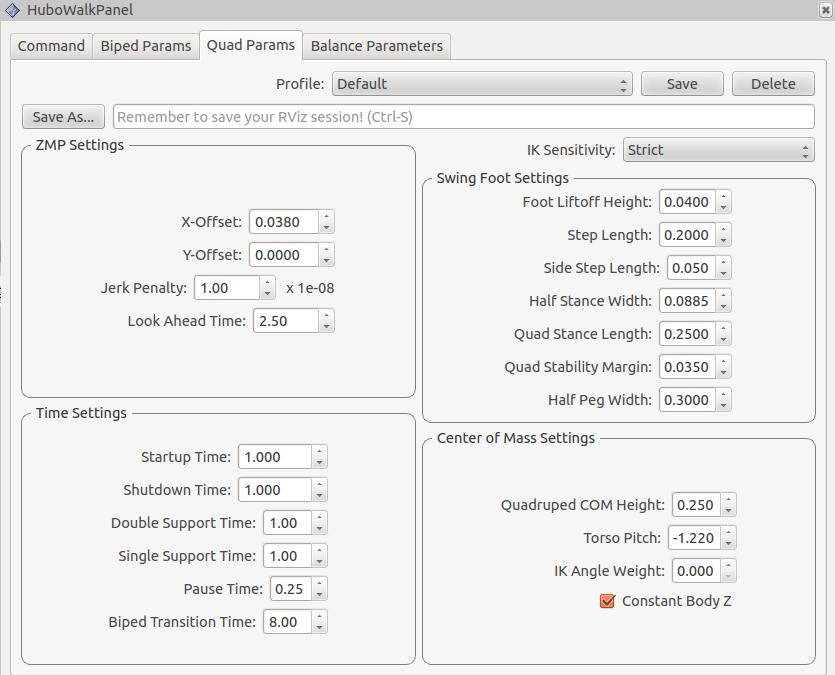 HuboWalkPanel
Command Biped Params Quad Params Balance Parameters
Profile: Default Save Delete
Save As... Remember to save your RViz session! (Ctrl-S)
ZMP Settings
X-Offset: 0.0380
Y-Offset: 0.0000
Jerk Penalty: 1.00 x 1e-08
Look Ahead Time: 2.50
IK Sensitivity: Strict
Swing Foot Settings
Foot Liftoff Height: 0.0400
Step Length: 0.2000
Side Step Length: 0.050
Half Stance Width: 0.0885
Quad Stance Length: 0.2500
Quad Stability Margin: 0.0350
Half Peg Width: 0.3000
Time Settings
Startup Time: 1.000
Shutdown Time: 1.000
Double Support Time: 1.00
Single Support Time: 1.00
Pause Time: 0.25
Biped Transition Time: 8.00
Center of Mass Settings
Quadruped COM Height: 0.250
Torso Pitch: -1.220
IK Angle Weight: 0.000
Constant Body Z